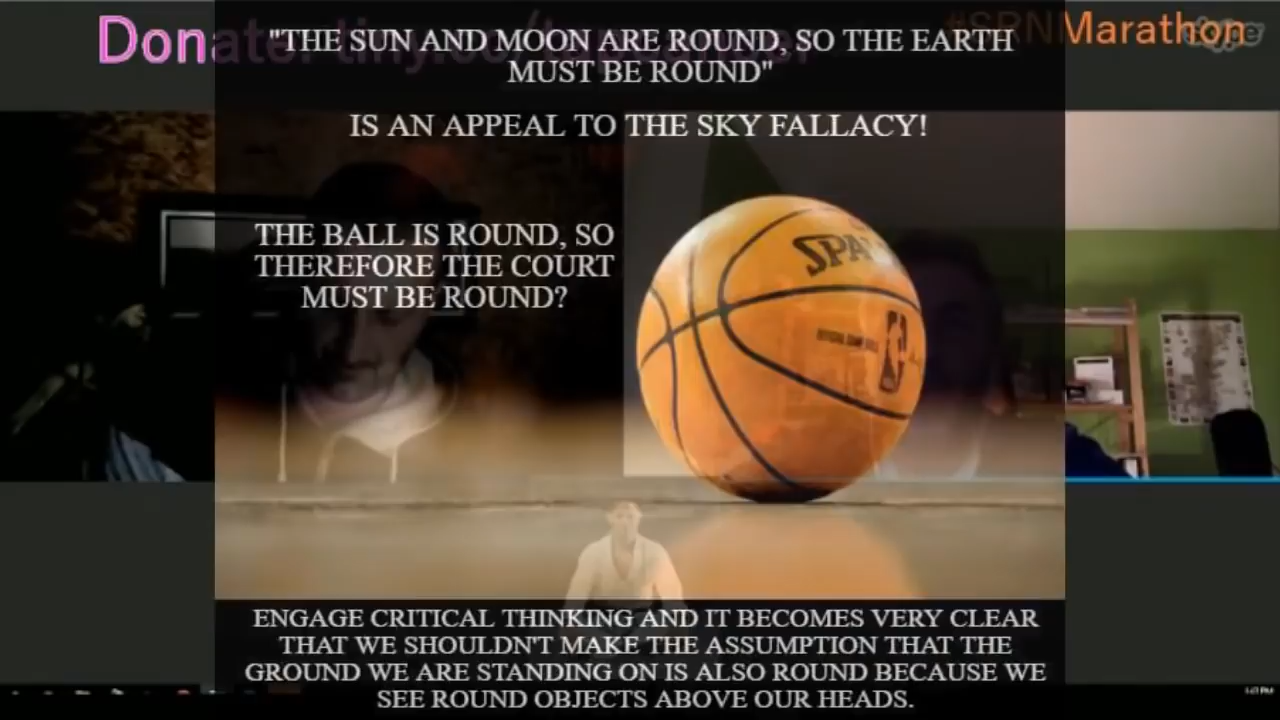 #SRNMarathon
"THE SUN AND MOON ARE ROUND, SO THE EARTH
MUST BE ROUND"
IS AN APPEAL TO THE SKY FALLACY!
THE BALL IS ROUND, SO
THEREFORE THE COURT
MUST BE ROUND?
SPA
ENGAGE CRITICAL THINKING AND IT BECOMES VERY CLEAR
THAT WE SHOULDN'T MAKE THE ASSUMPTION THAT THE
GROUND WE ARE STANDING ON IS ALSO ROUND BECAUSE WE
SEE ROUND OBJECTS ABOVE OUR HEADS.